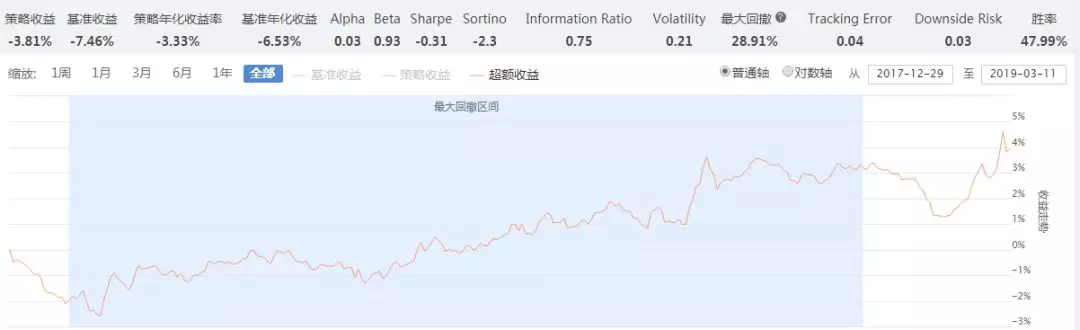 策略收益 基准收益 策略年化收益率 基准年化收益率 Alpha Beta Sharpe Sortino Information Ratio Volatility 最大回撤 ? Tracking Error Downside Risk 胜率
-3.81% -7.46% -3.33% -6.53% 0.03 0.93 -0.31 -2.3 0.75 0.21 28.91% 0.04 0.03 47.99%
缩放: 1周 1月 3月 6月 1年 全部 基准收益 策略收益 超额收益 普通轴 对数轴 从 2017-12-29 至 2019-03-11
最大回撤区间
5%
4%
3%
2%
1%
0%
-1%
-2%
-3%
收益走势